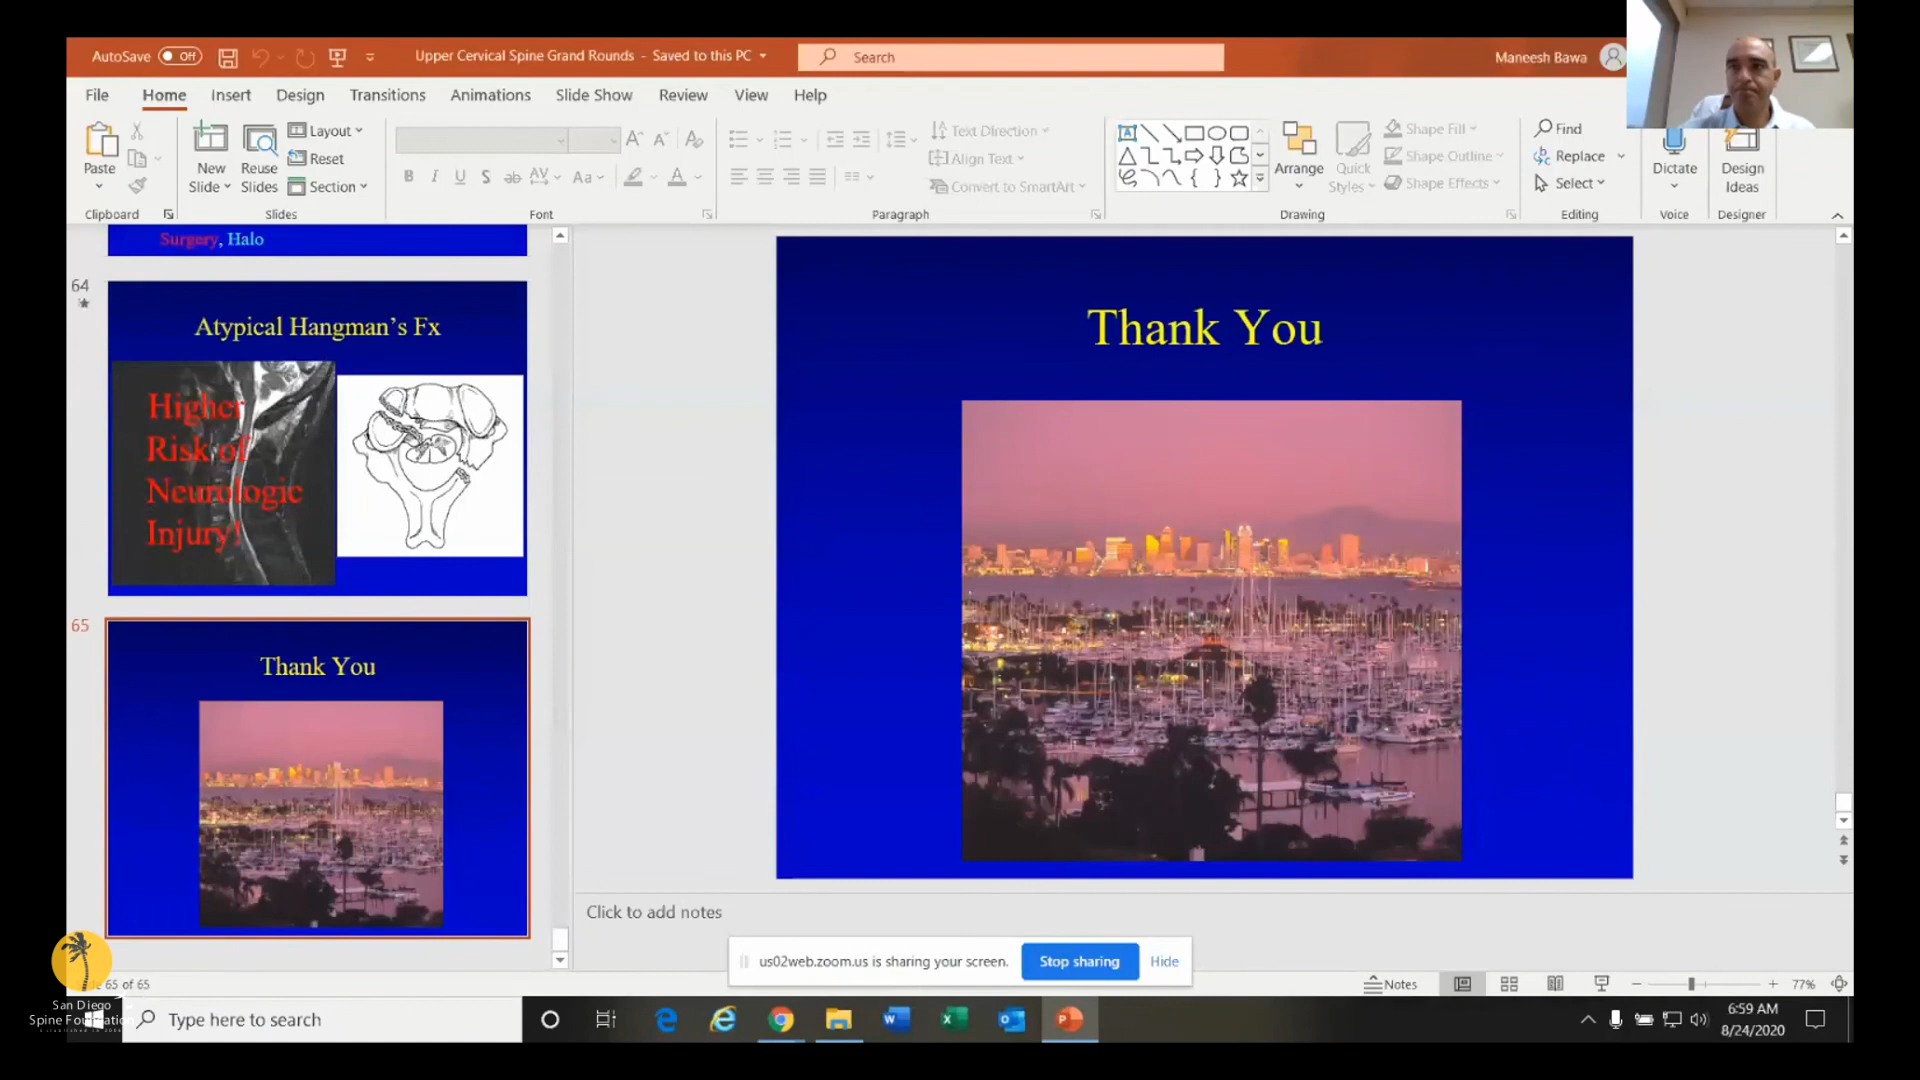 AutoSave Off
Upper Cervical Spine Grand Rounds - Saved to this PC
Search
Maneesh Bawa
File Home Insert Design Transitions Animations Slide Show Review View Help
Paste
New Slide
Reuse Slides
Layout
Reset
Section
Text Direction
Align Text
Convert to SmartArt
Arrange
Quick Styles
Shape Fill
Shape Outline
Shape Effects
Find
Replace
Select
Dictate
Design Ideas
Clipboard Slides Font Paragraph Drawing Editing Voice Designer
Surgery, Halo
64
Atypical Hangman's Fx
Higher
Risk of
Neurologic
Injury!
65
Thank You
Thank You
Click to add notes
us02web.zoom.us is sharing your screen. Stop sharing Hide
65 of 65
Notes
77%
San Diego
Spine Foundation
Type here to search
6:59 AM
8/24/2020